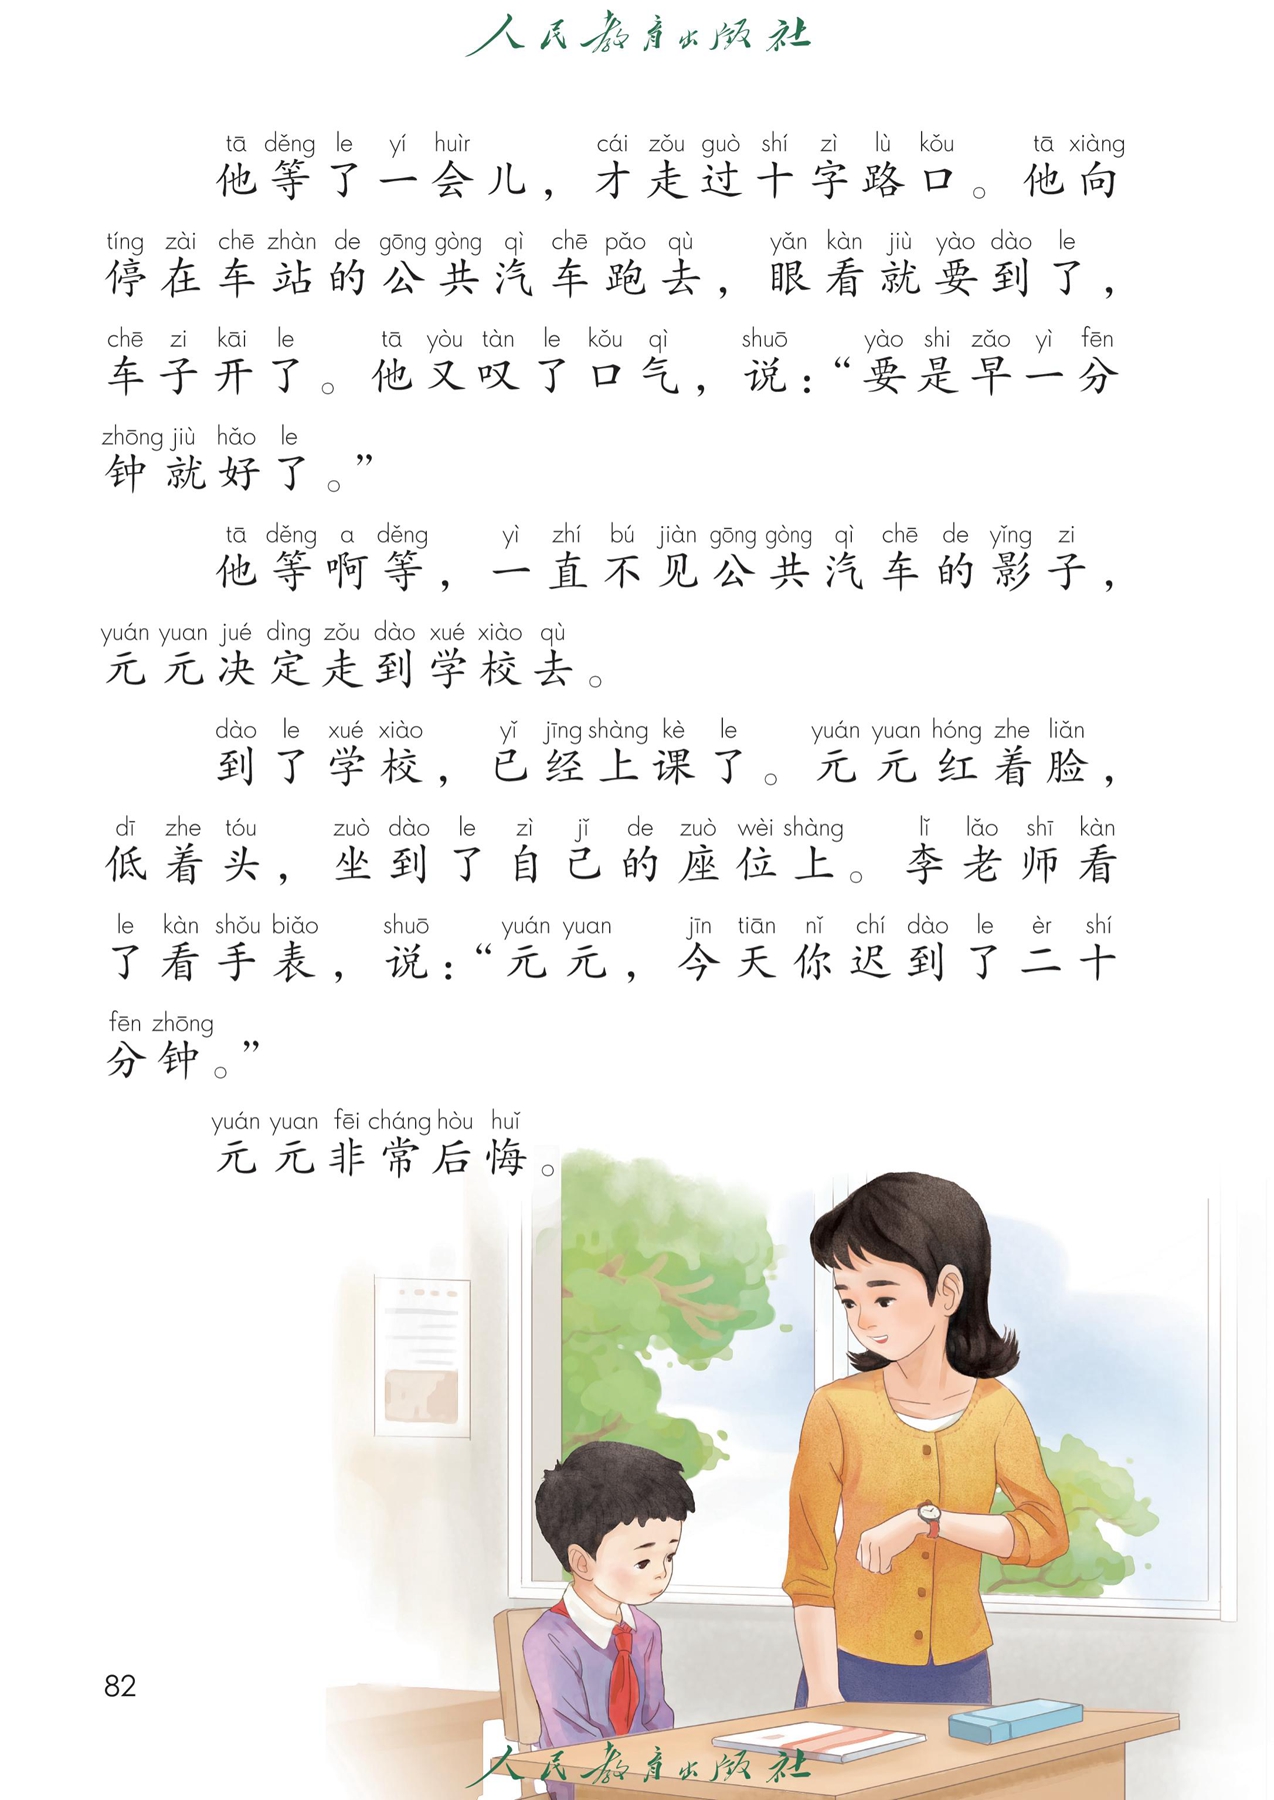 人民教育出版社
tā děng le yí huìr cái zǒu guò shí zì lù kǒu tā xiàng
他等了一会儿，才走过十字路口。他向
tíng zài chē zhàn de gōng gòng qì chē pǎo qù yǎn kàn jiù yào dào le
停在车站的公共汽车跑去，眼看就要到了，
chē zi kāi le tā yòu tàn le kǒu qì shuō yào shi zǎo yì fēn
车子开了。他又叹了口气，说：“要是早一分
zhōng jiù hǎo le
钟就好了。”
tā děng a děng yì zhí bú jiàn gōng gòng qì chē de yǐng zi
他等啊等，一直不见公共汽车的影子，
yuán yuan jué dìng zǒu dào xué xiào qù
元元决定走到学校去。
dào le xué xiào yǐ jīng shàng kè le yuán yuan hóng zhe liǎn
到了学校，已经上课了。元元红着脸，
dī zhe tóu zuò dào le zì jǐ de zuò wèi shàng lǐ lǎo shī kàn
低着头，坐到了自己的座位上。李老师看
le kàn shǒu biǎo shuō yuán yuan jīn tiān nǐ chí dào le èr shí
了看手表，说：“元元，今天你迟到了二十
fēn zhōng
分钟。”
yuán yuan fēi cháng hòu huǐ
元元非常后悔。
82
人民教育出版社